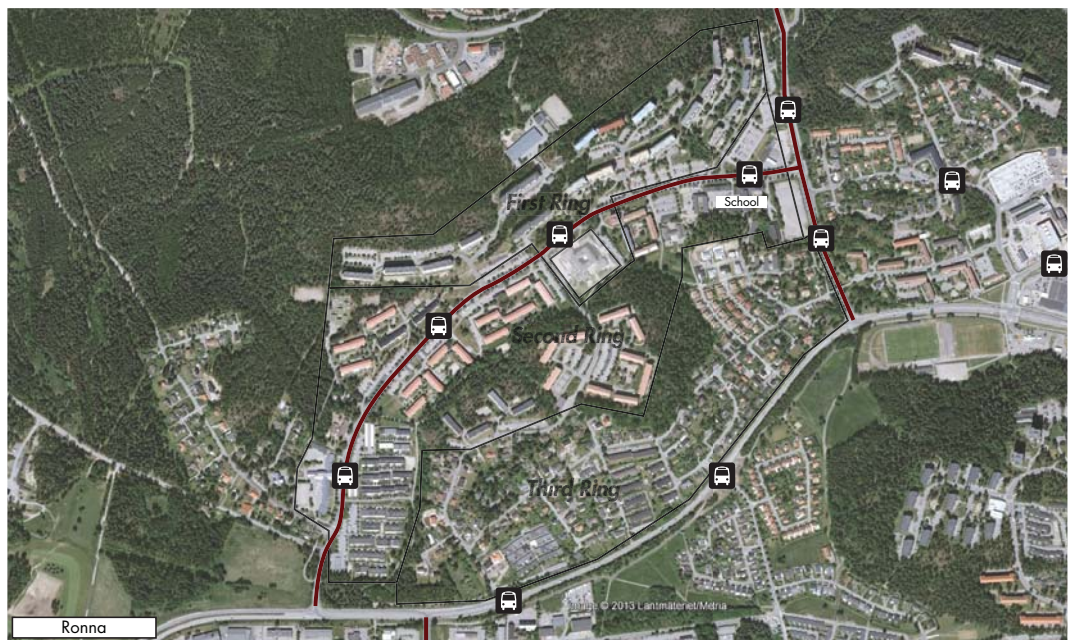 First Ring
School
Second Ring
Third Ring
Image © 2013 Lantmäteriet/Metria
Ronna